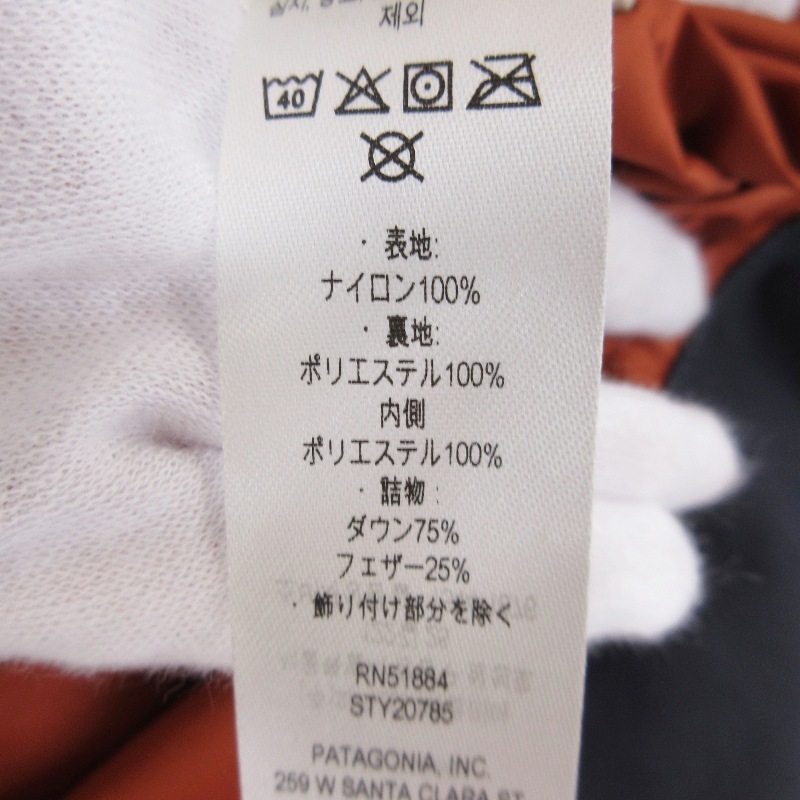 제외
40
· 表地:
ナイロン100%
· 裏地:
ポリエステル100%
内側
ポリエステル100%
· 詰物:
ダウン75%
フェザー25%
· 飾り付け部分を除く
RN51884
STY20785
PATAGONIA, INC.
259 W SANTA CLARA ST